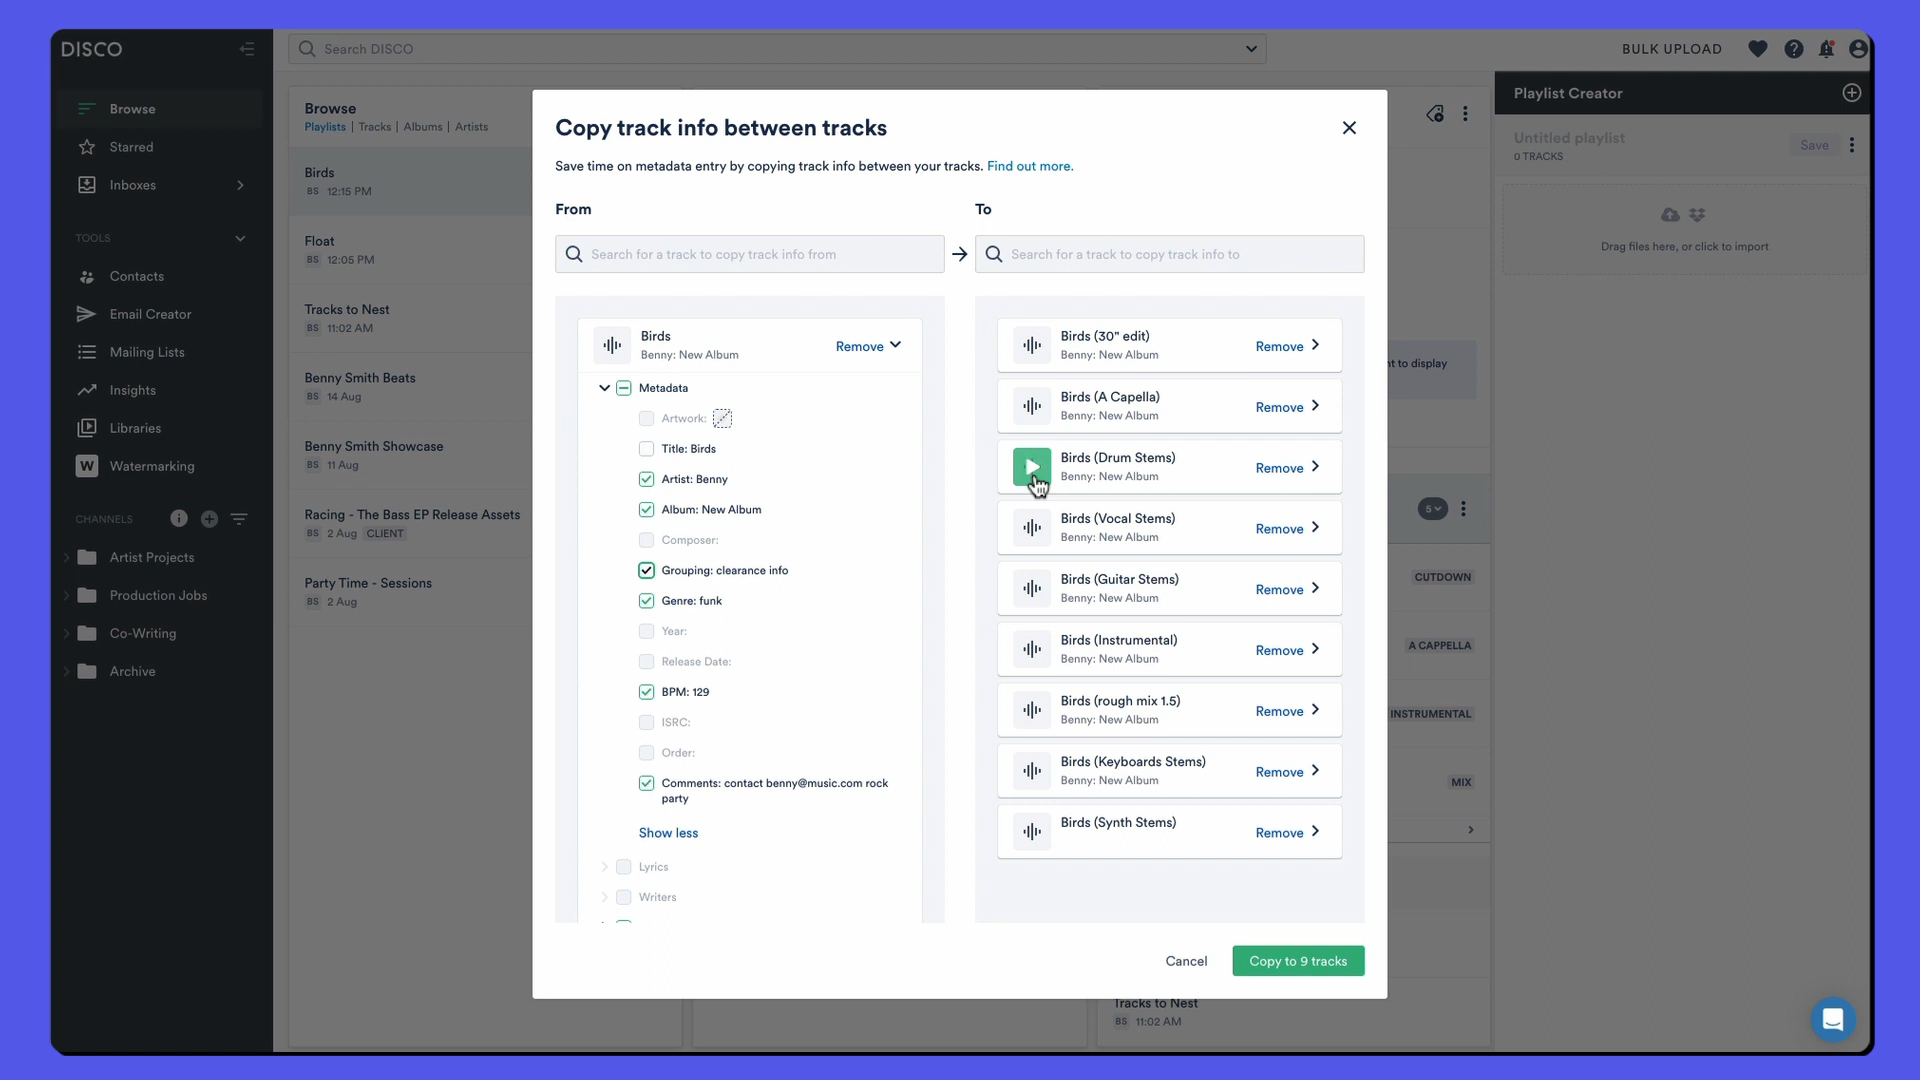 DISCO
Search DISCO
BULK UPLOAD
Browse
Starred
Inboxes
TOOLS
Contacts
Email Creator
Mailing Lists
Insights
Libraries
W Watermarking
CHANNELS
Artist Projects
Production Jobs
Co-Writing
Archive
Browse
Playlists | Tracks | Albums | Artists
Birds
BS 12:15 PM
Float
BS 12:05 PM
Tracks to Nest
BS 11:02 AM
Benny Smith Beats
BS 14 Aug
Benny Smith Showcase
BS 11 Aug
Racing - The Bass EP Release Assets
BS 2 Aug CLIENT
Party Time - Sessions
BS 2 Aug
Copy track info between tracks
Save time on metadata entry by copying track info between your tracks. Find out more.
From
Search for a track to copy track info from
Birds
Benny: New Album
Remove
Metadata
Artwork:
Title: Birds
Artist: Benny
Album: New Album
Composer:
Grouping: clearance info
Genre: funk
Year:
Release Date:
BPM: 129
ISRC:
Order:
Comments: contact benny@music.com rock
party
Show less
Lyrics
Writers
To
Search for a track to copy track info to
Birds (30" edit)
Benny: New Album
Remove
Birds (A Capella)
Benny: New Album
Remove
Birds (Drum Stems)
Benny: New Album
Remove
Birds (Vocal Stems)
Benny: New Album
Remove
Birds (Guitar Stems)
Benny: New Album
Remove
Birds (Instrumental)
Benny: New Album
Remove
Birds (rough mix 1.5)
Benny: New Album
Remove
Birds (Keyboards Stems)
Benny: New Album
Remove
Birds (Synth Stems)
Remove
Cancel
Copy to 9 tracks
t to display
5
CUTDOWN
A CAPPELLA
INSTRUMENTAL
MIX
Tracks to Nest
BS 11:02 AM
Playlist Creator
Untitled playlist
0 TRACKS
Save
Drag files here, or click to import